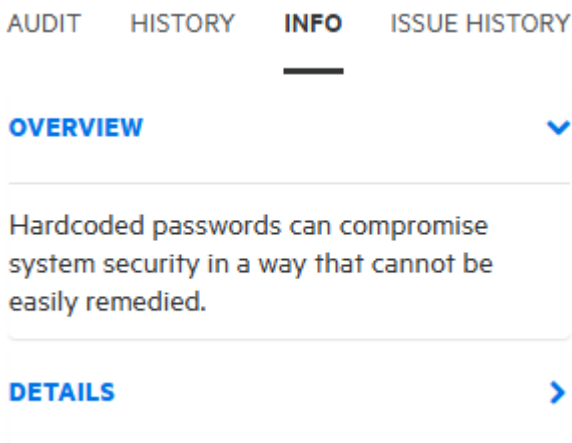 AUDIT HISTORY INFO ISSUE HISTORY
OVERVIEW
Hardcoded passwords can compromise
system security in a way that cannot be
easily remedied.
DETAILS